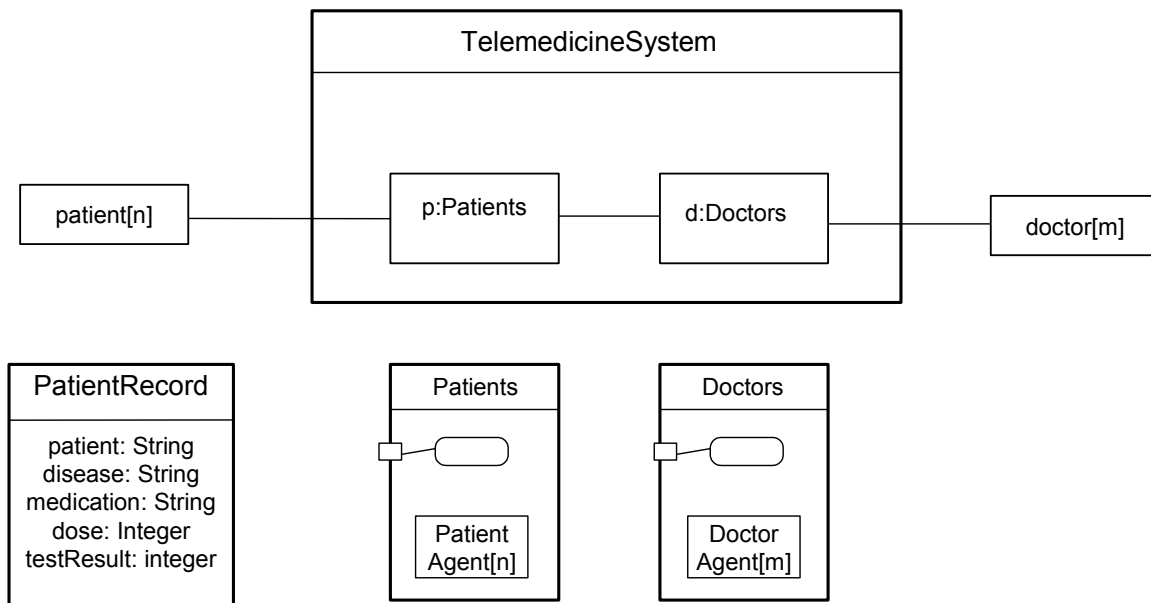 TelemedicineSystem
patient[n]
p:Patients
d:Doctors
doctor[m]
PatientRecord
patient: String
disease: String
medication: String
dose: Integer
testResult: integer
Patients
Patient
Agent[n]
Doctors
Doctor
Agent[m]